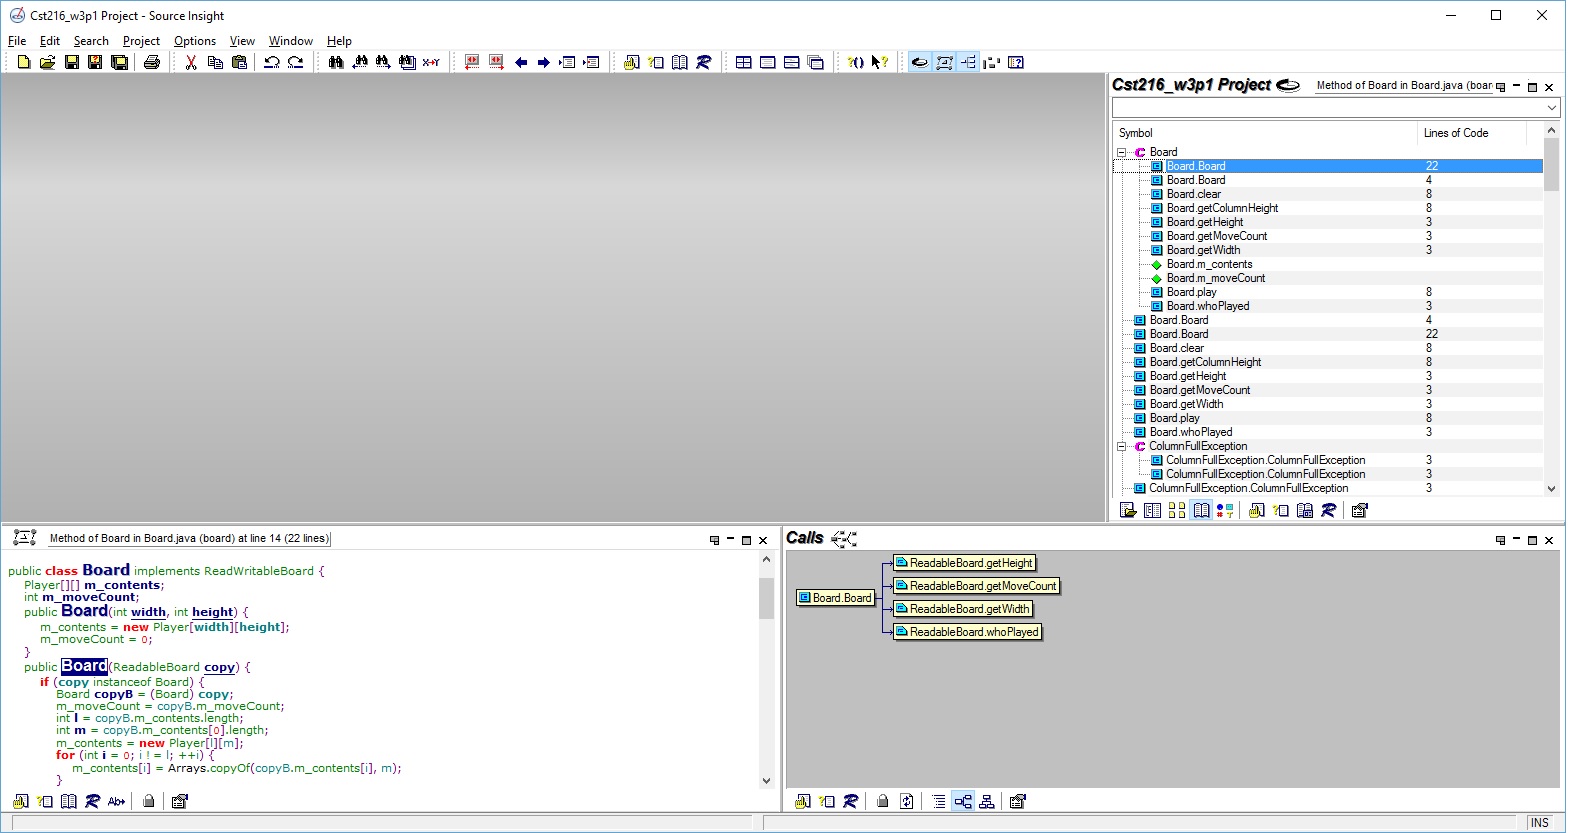 Cst216_w3p1 Project - Source Insight
File Edit Search Project Options View Window Help
Cst216_w3p1 Project
Method of Board in Board.java (boar
Symbol Lines of Code
Board
Board.Board 22
Board.Board 4
Board.clear 8
Board.getColumnHeight 8
Board.getHeight 3
Board.getMoveCount 3
Board.getWidth 3
Board.m_contents
Board.m_moveCount
Board.play 8
Board.whoPlayed 3
Board.Board 4
Board.Board 22
Board.clear 8
Board.getColumnHeight 8
Board.getHeight 3
Board.getMoveCount 3
Board.getWidth 3
Board.play 8
Board.whoPlayed 3
ColumnFullException
ColumnFullException.ColumnFullException 3
ColumnFullException.ColumnFullException 3
ColumnFullException.ColumnFullException 3
Method of Board in Board.java (board) at line 14 (22 lines)
public class Board implements ReadWritableBoard {
Player[][] m_contents;
int m_moveCount;
public Board(int width, int height) {
m_contents = new Player[width][height];
m_moveCount = 0;
}
public Board(ReadableBoard copy) {
if (copy instanceof Board) {
Board copyB = (Board) copy;
m_moveCount = copyB.m_moveCount;
int l = copyB.m_contents.length;
int m = copyB.m_contents[0].length;
m_contents = new Player[l][m];
for (int i = 0; i != l; ++i) {
m_contents[i] = Arrays.copyOf(copyB.m_contents[i], m);
}
Calls
Board.Board
ReadableBoard.getHeight
ReadableBoard.getMoveCount
ReadableBoard.getWidth
ReadableBoard.whoPlayed
INS